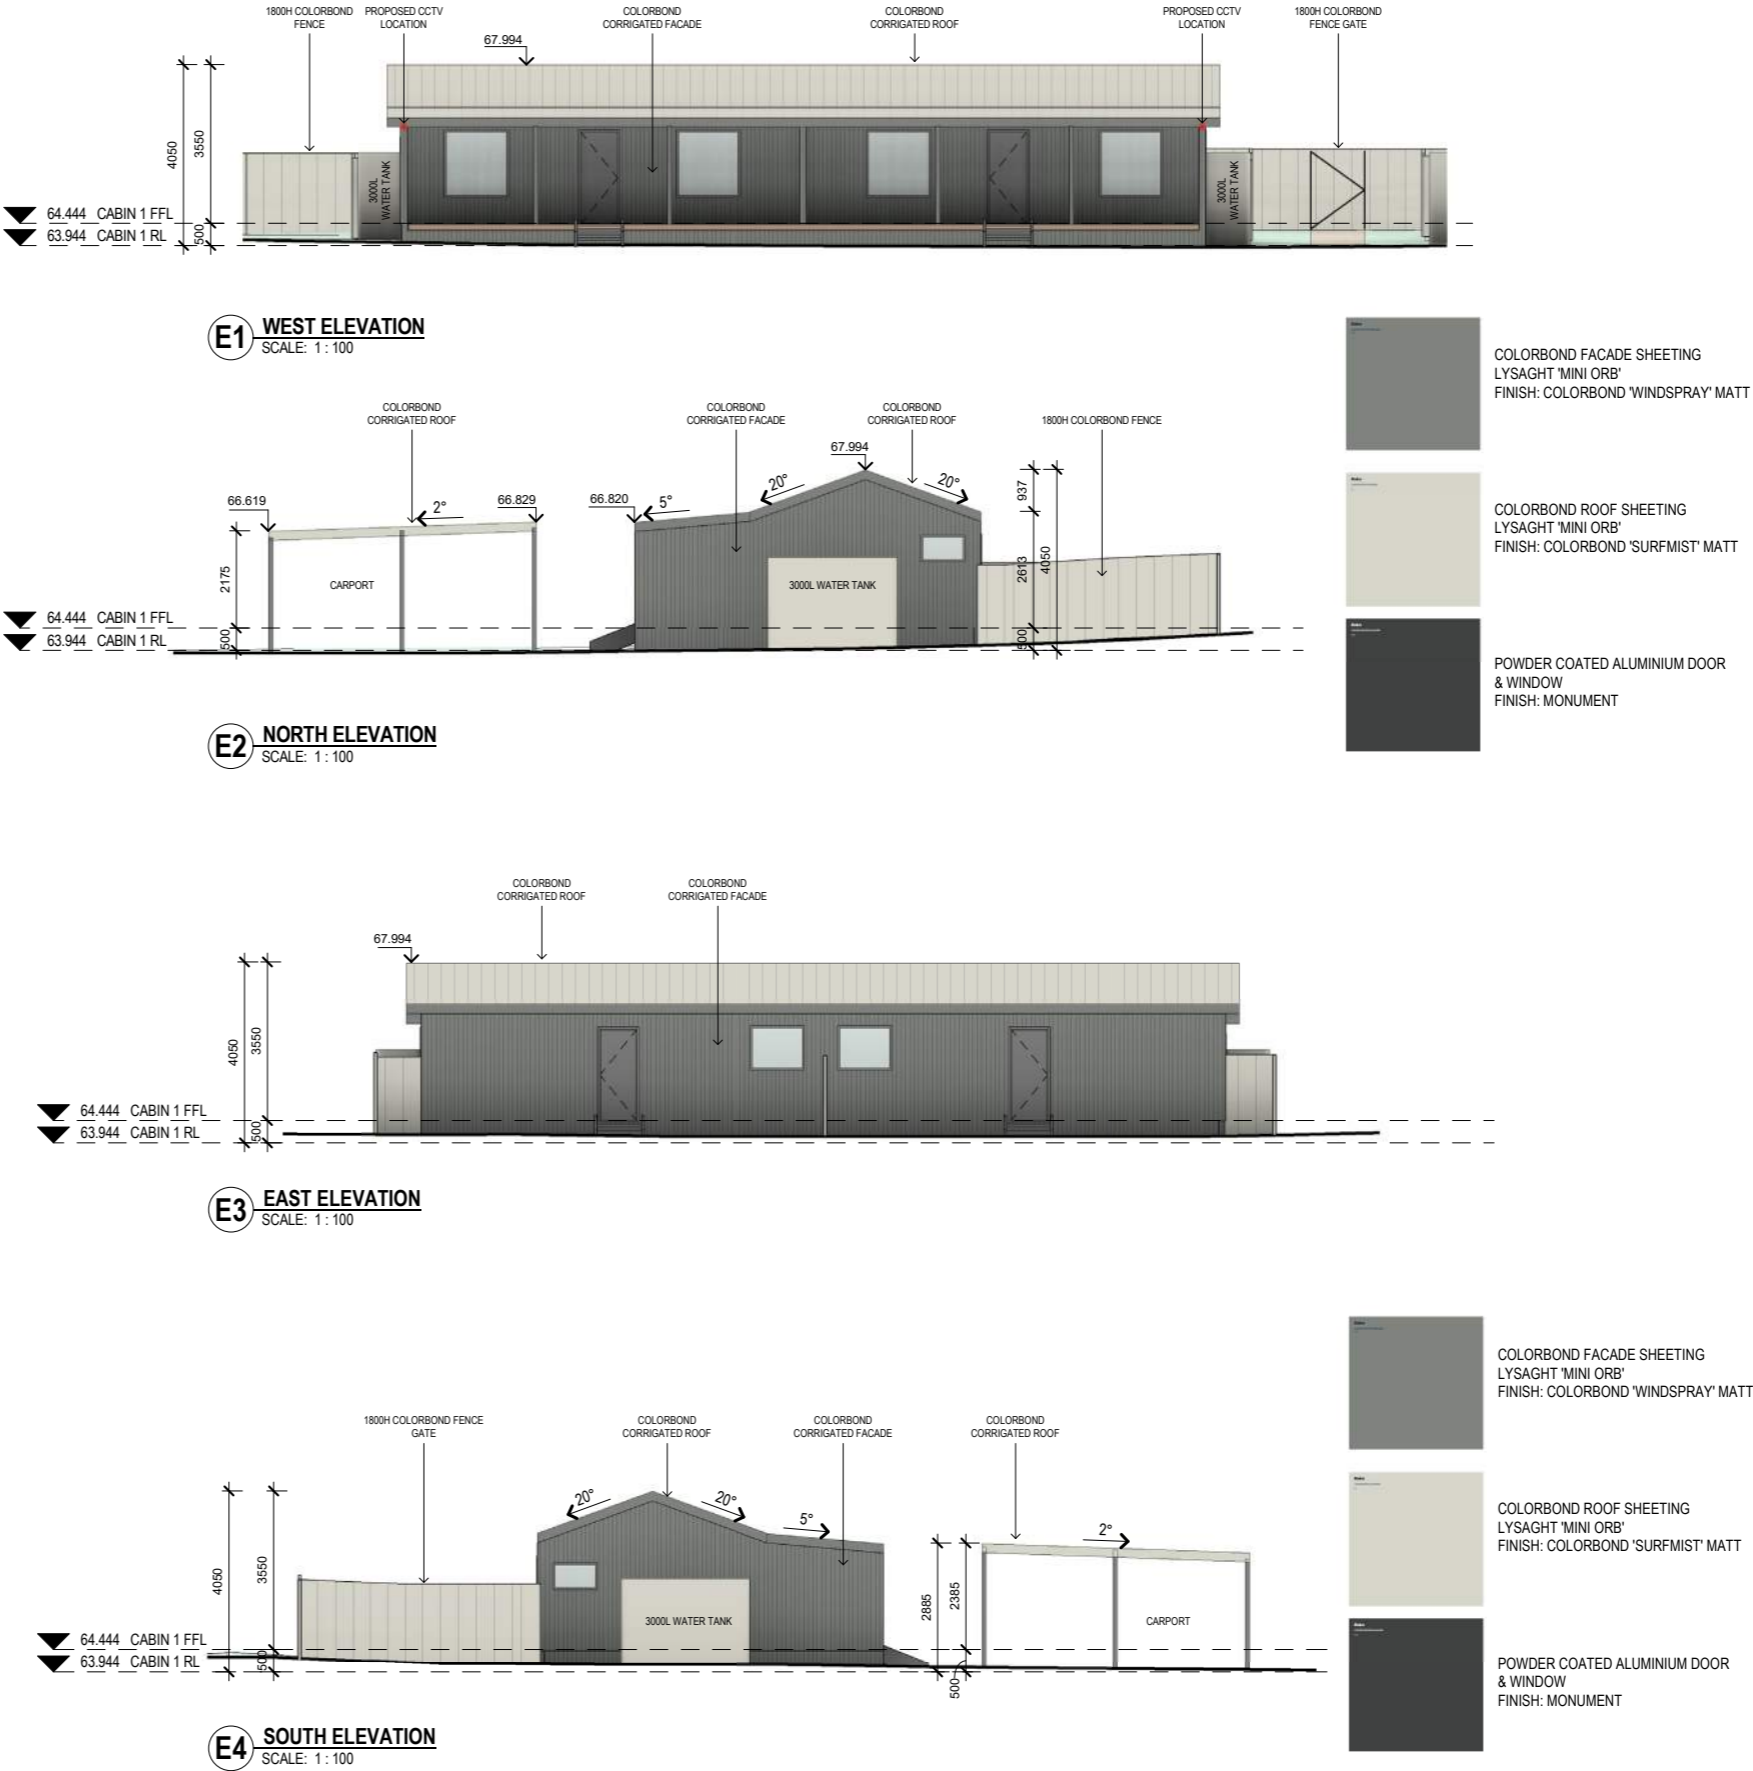 1800H COLORBOND
FENCE
PROPOSED CCTV
LOCATION
COLORBOND
CORRIGATED FACADE
COLORBOND
CORRIGATED ROOF
PROPOSED CCTV
LOCATION
1800H COLORBOND
FENCE GATE
67.994
4050
3550
500
3000L
WATER TANK
3000L
WATER TANK
64.444 CABIN 1 FFL
63.944 CABIN 1 RL
E1 WEST ELEVATION
SCALE: 1 : 100
COLORBOND FACADE SHEETING
LYSAGHT 'MINI ORB'
FINISH: COLORBOND 'WINDSPRAY' MATT
COLORBOND ROOF SHEETING
LYSAGHT 'MINI ORB'
FINISH: COLORBOND 'SURFMIST' MATT
POWDER COATED ALUMINIUM DOOR
& WINDOW
FINISH: MONUMENT
COLORBOND
CORRIGATED ROOF
COLORBOND
CORRIGATED FACADE
COLORBOND
CORRIGATED ROOF
1800H COLORBOND FENCE
67.994
66.619
2°
66.829
66.820
5°
20°
20°
937
2613
4050
500
2175
500
CARPORT
3000L WATER TANK
64.444 CABIN 1 FFL
63.944 CABIN 1 RL
E2 NORTH ELEVATION
SCALE: 1 : 100
COLORBOND
CORRIGATED ROOF
COLORBOND
CORRIGATED FACADE
67.994
4050
3550
500
64.444 CABIN 1 FFL
63.944 CABIN 1 RL
E3 EAST ELEVATION
SCALE: 1 : 100
1800H COLORBOND FENCE
GATE
COLORBOND
CORRIGATED ROOF
COLORBOND
CORRIGATED FACADE
COLORBOND
CORRIGATED ROOF
20°
20°
5°
2°
4050
3550
500
2885
2385
500
3000L WATER TANK
CARPORT
64.444 CABIN 1 FFL
63.944 CABIN 1 RL
E4 SOUTH ELEVATION
SCALE: 1 : 100
COLORBOND FACADE SHEETING
LYSAGHT 'MINI ORB'
FINISH: COLORBOND 'WINDSPRAY' MATT
COLORBOND ROOF SHEETING
LYSAGHT 'MINI ORB'
FINISH: COLORBOND 'SURFMIST' MATT
POWDER COATED ALUMINIUM DOOR
& WINDOW
FINISH: MONUMENT